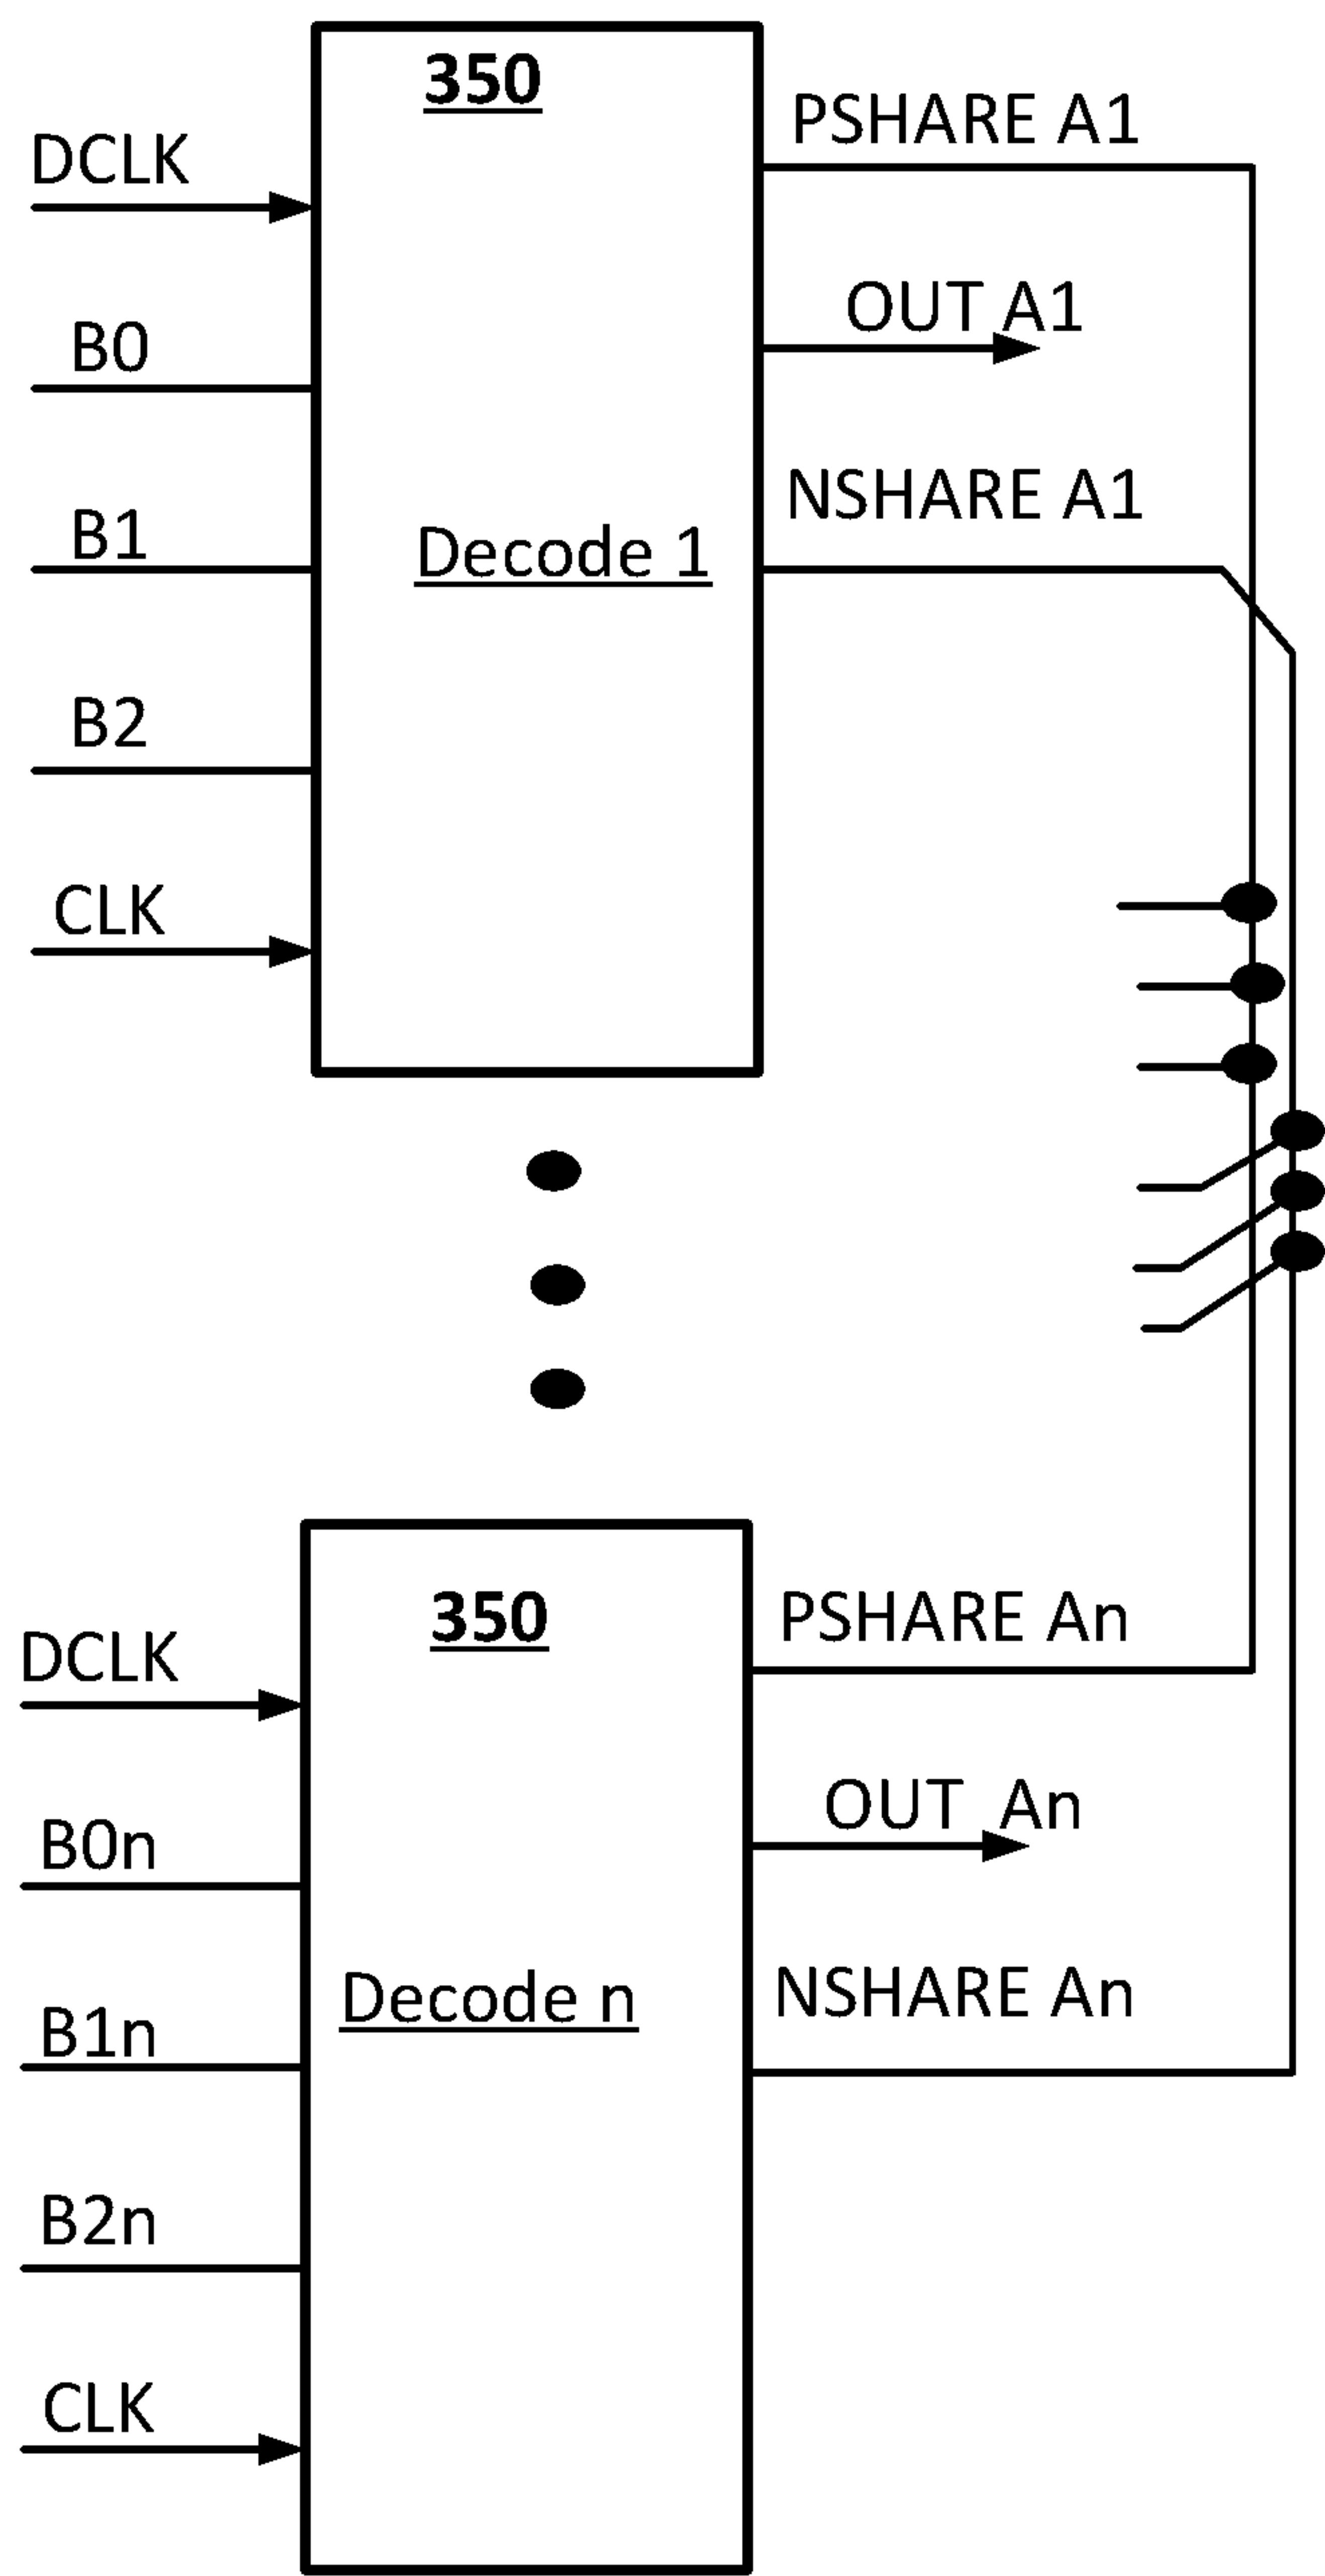 350
PSHARE A1
DCLK
OUT A1
B0
NSHARE A1
B1
Decode 1
B2
CLK
350
PSHARE An
DCLK
OUT An
B0n
NSHARE An
Decode n
B1n
B2n
CLK